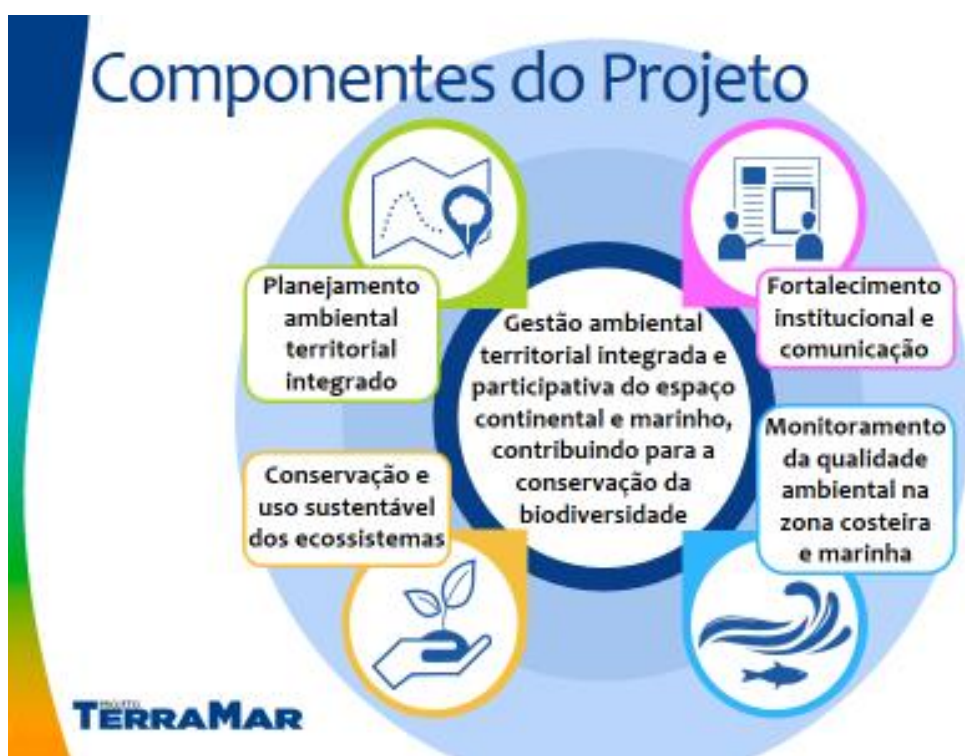 Componentes do Projeto
Planejamento
ambiental
territorial
integrado
Fortalecimento
institucional e
comunicação
Gestão ambiental
territorial integrada e
participativa do espaço
continental e marinho,
contribuindo para a
conservação da
biodiversidade
Conservação e
uso sustentável
dos ecossistemas
Monitoramento
da qualidade
ambiental na
zona costeira
e marinha
PROJETO
TERRAMAR